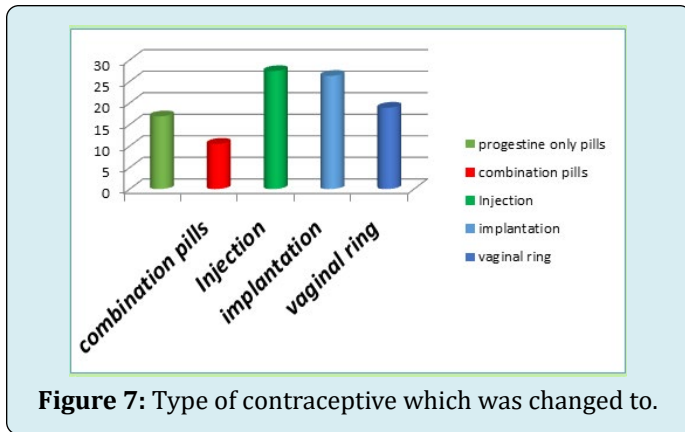 30
25
20
15
10
5
0
combination pills
Injection
implantation
vaginal ring
progestine only pills
combination pills
Injection
implantation
vaginal ring
Figure 7: Type of contraceptive which was changed to.